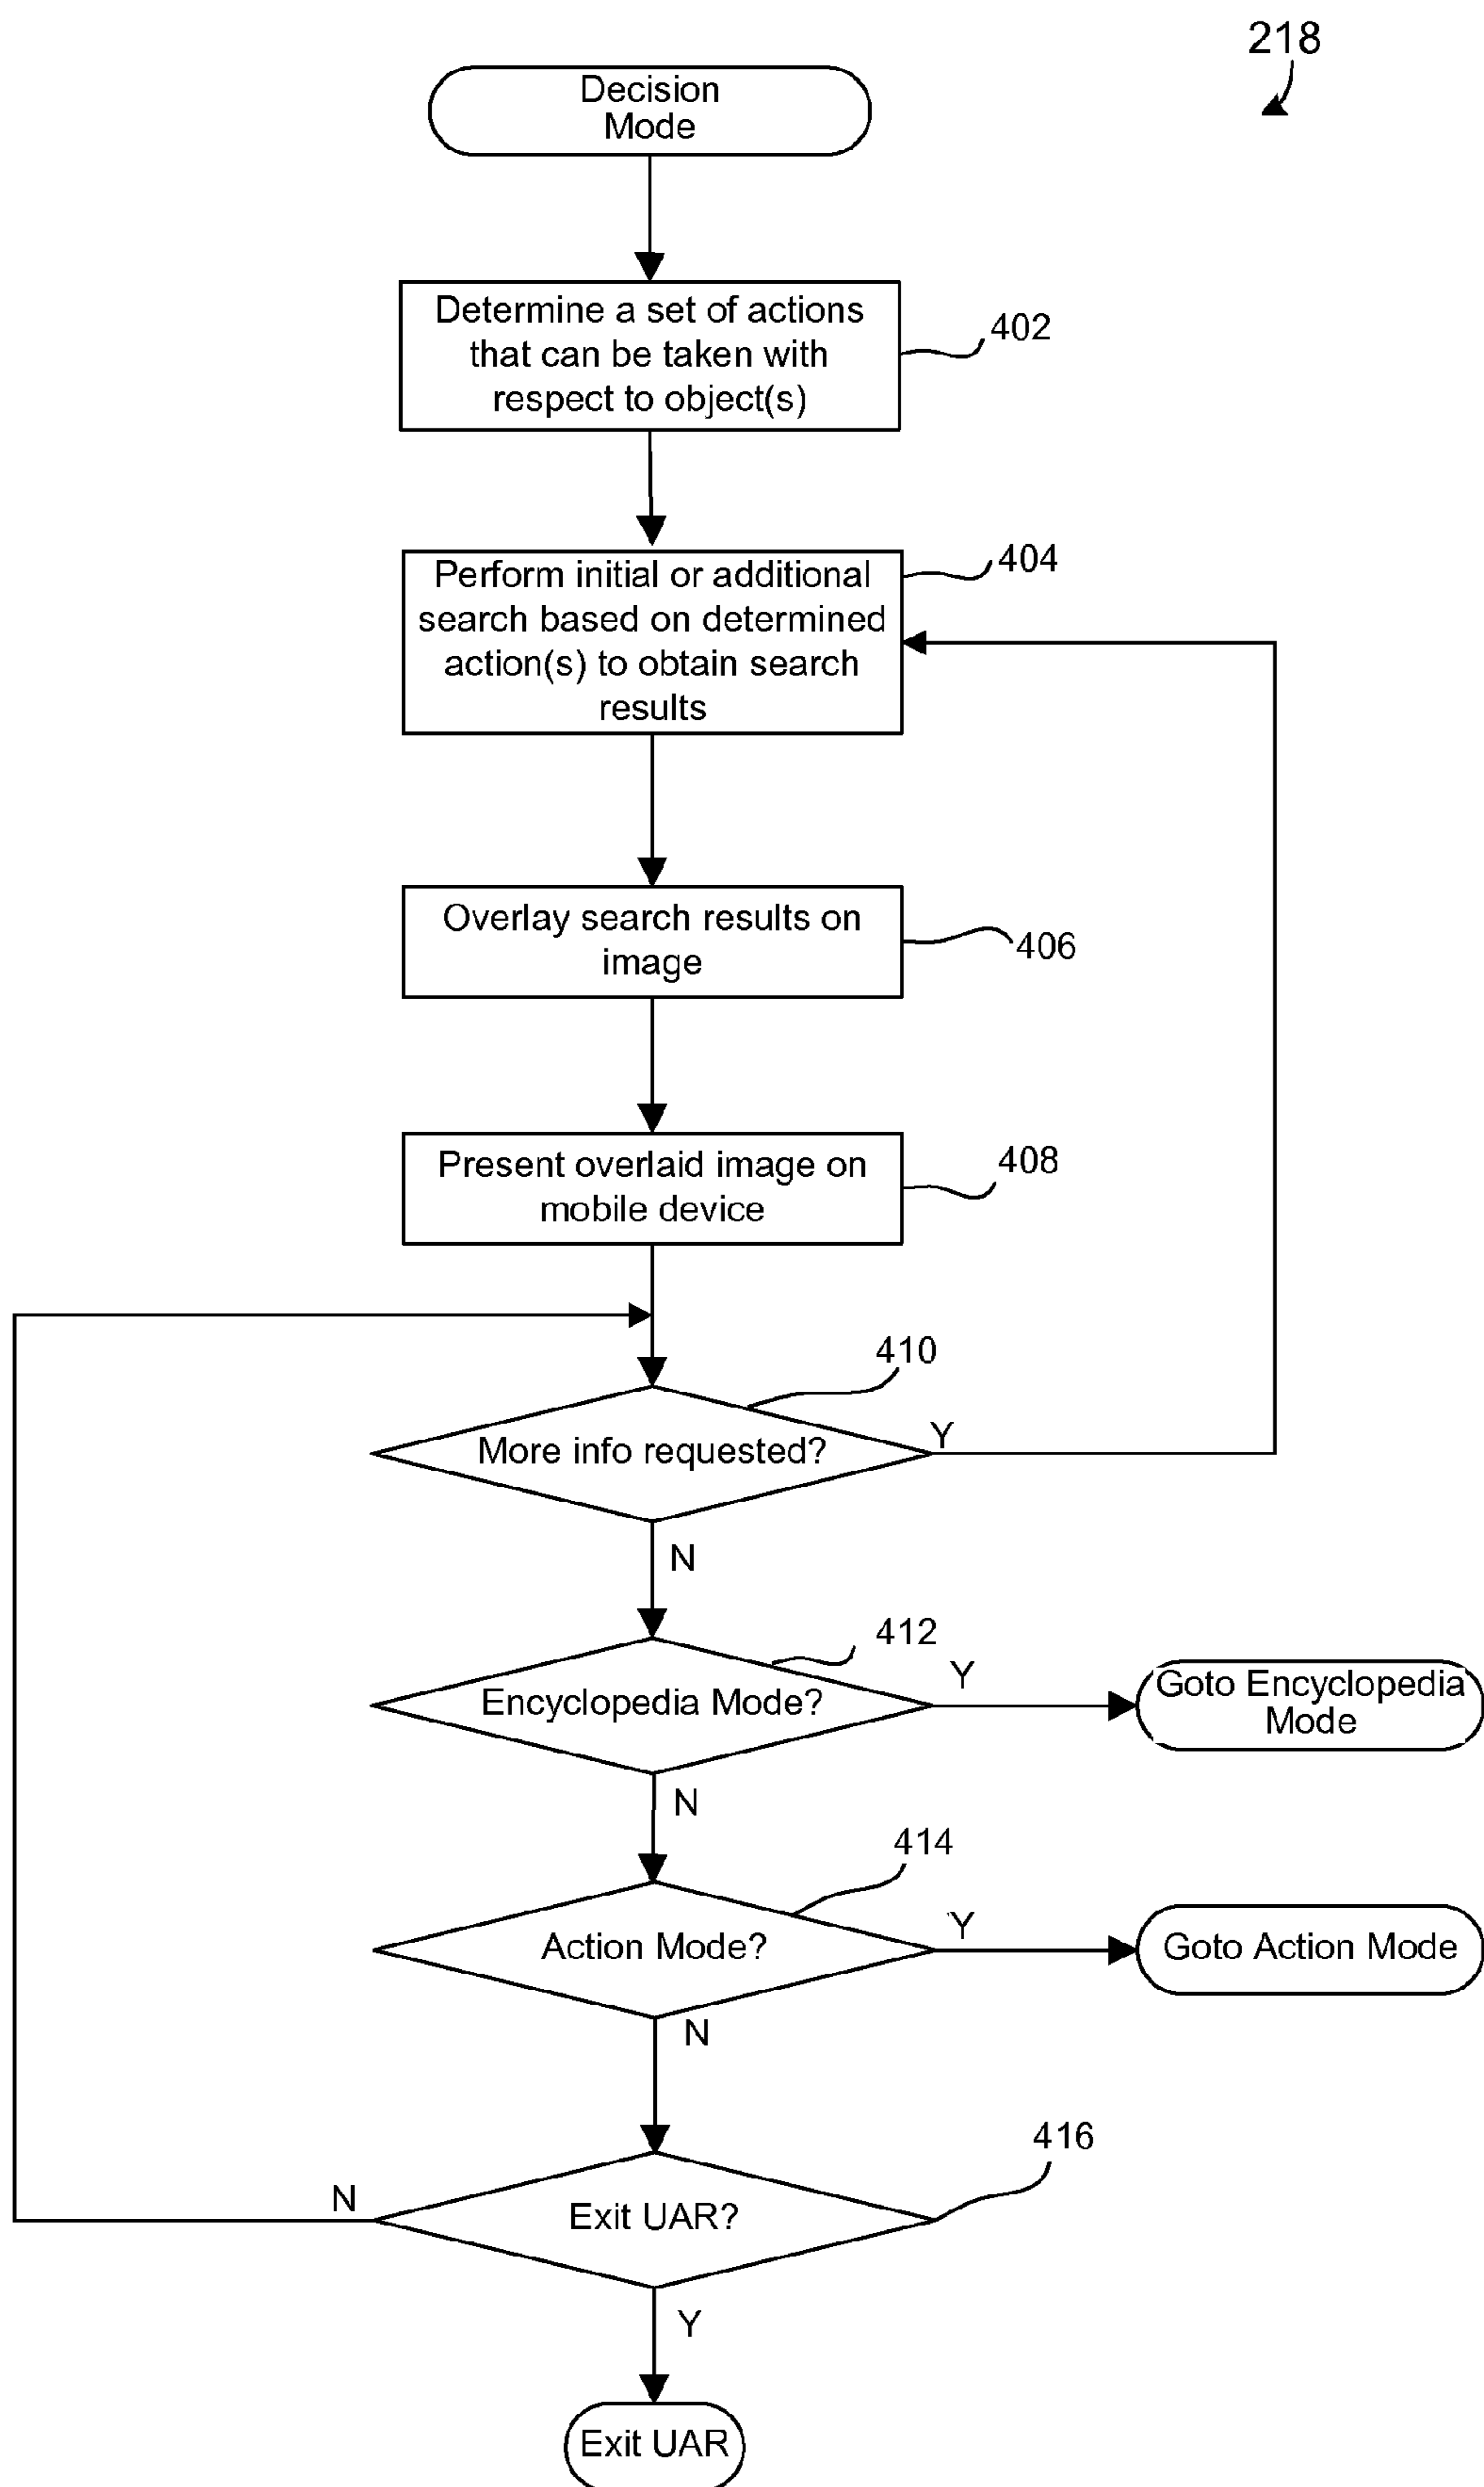 218
Decision
Mode
Determine a set of actions
that can be taken with
respect to object(s)
402
Perform initial or additional
search based on determined
action(s) to obtain search
results
404
Overlay search results on
image
406
Present overlaid image on
mobile device
408
410
More info requested?
Y
N
412
Encyclopedia Mode?
Y
Goto Encyclopedia
Mode
N
414
Action Mode?
Y
Goto Action Mode
N
416
Exit UAR?
N
Y
Exit UAR